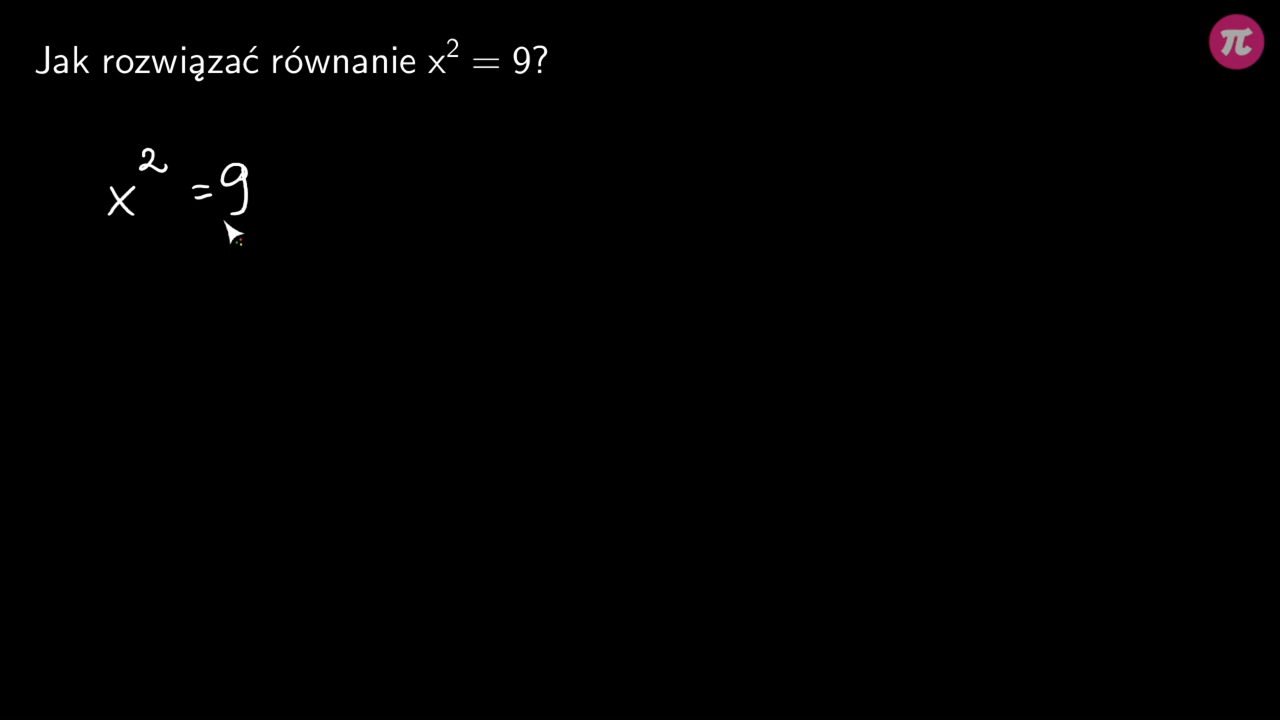 Jak rozwiązać równanie x² = 9?
x² = 9